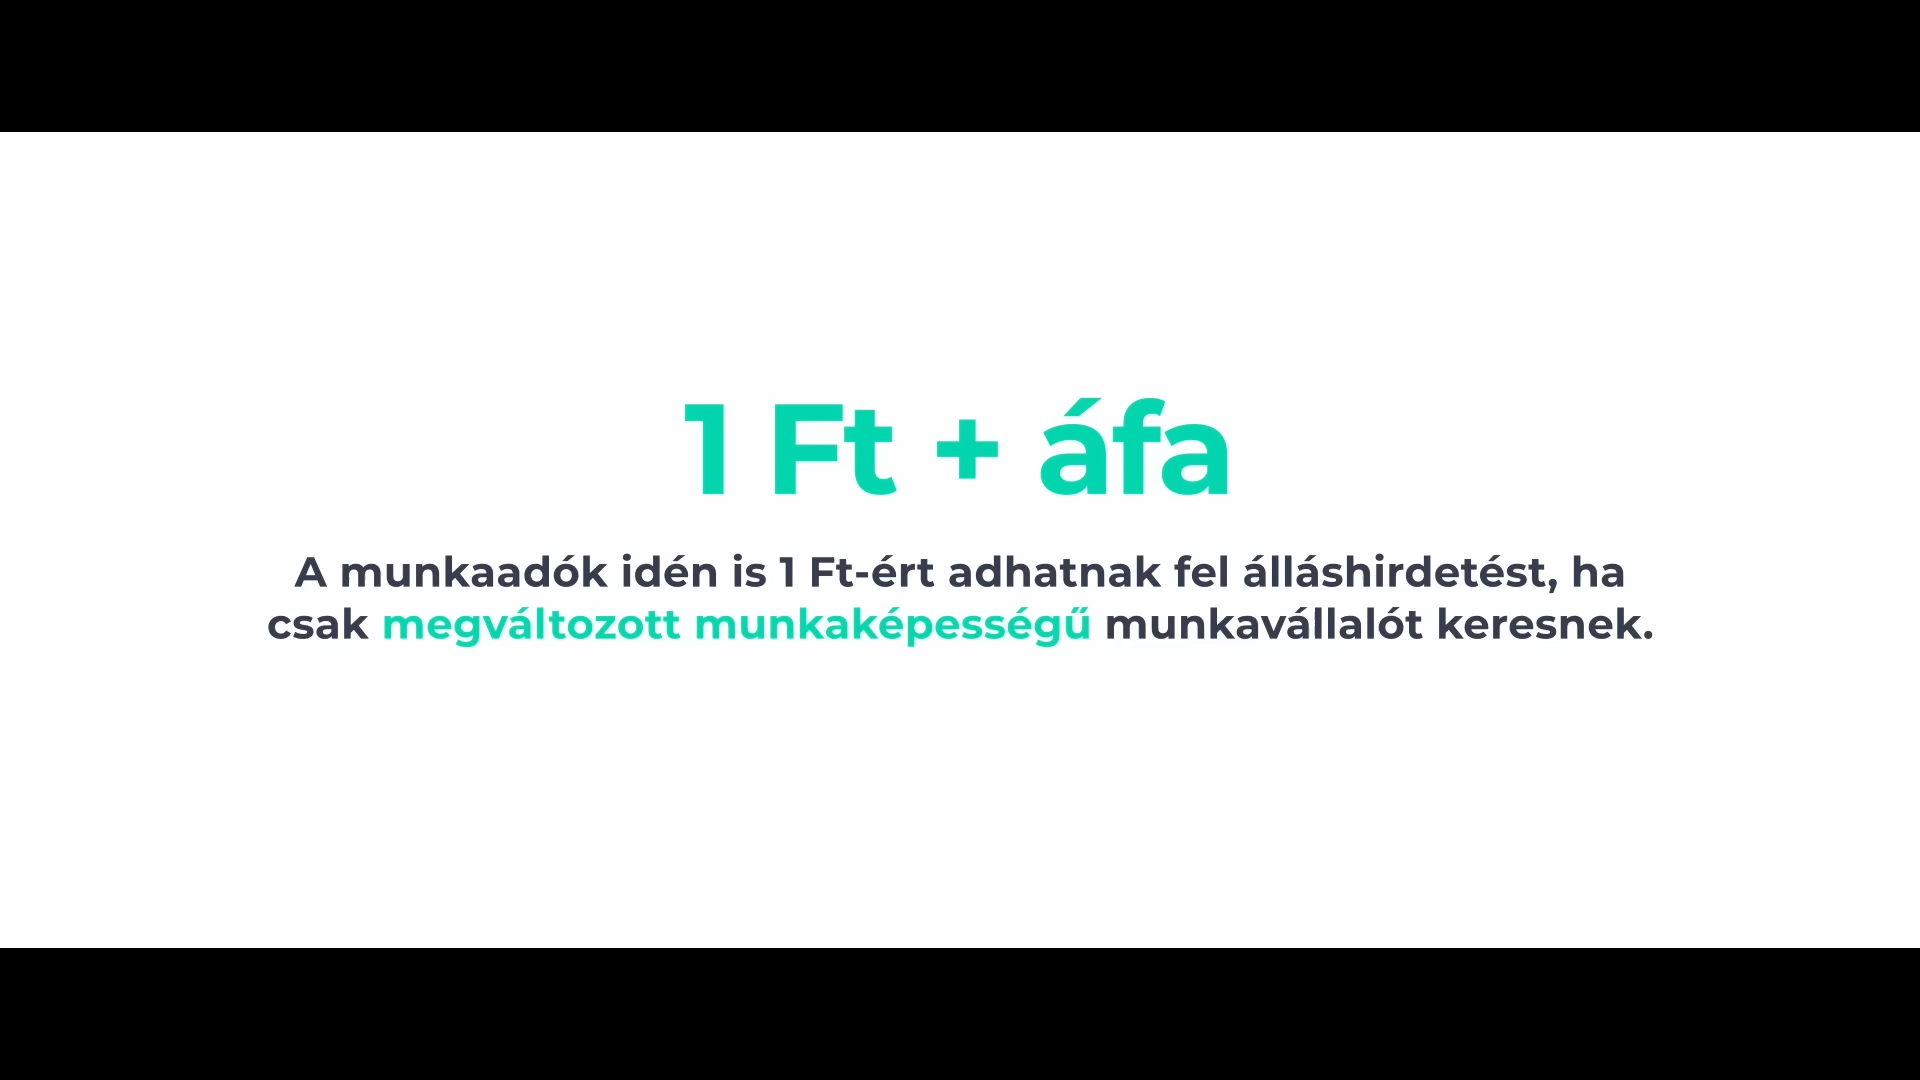 1 Ft + áfa
A munkaadók idén is 1 Ft-ért adhatnak fel álláshirdetést, ha
csak megváltozott munkaképességű munkavállalót keresnek.